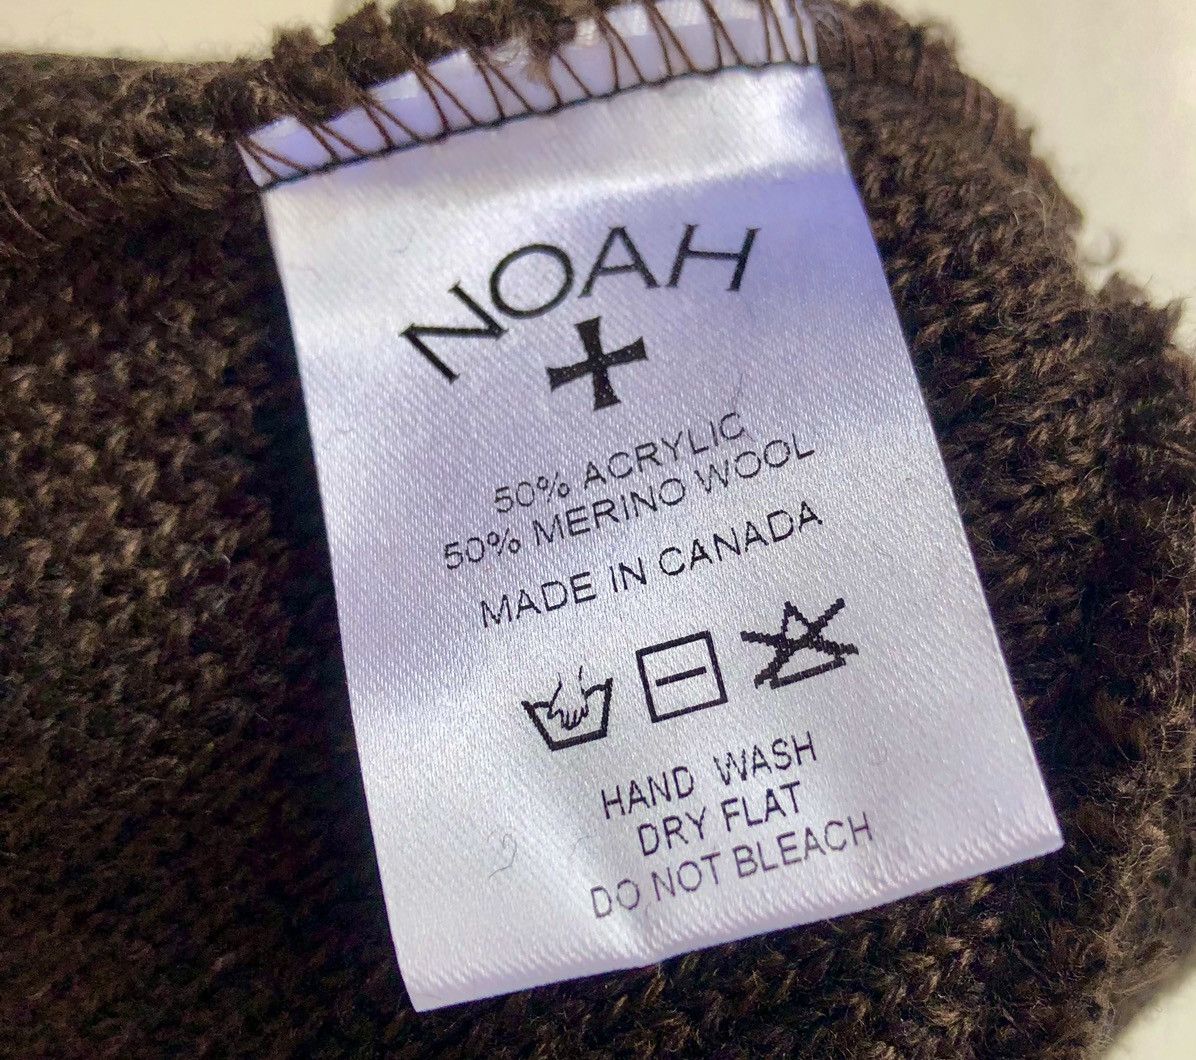 NOAH
50% ACRYLIC
50% MERINO WOOL
MADE IN CANADA
HAND WASH
DRY FLAT
DO NOT BLEACH